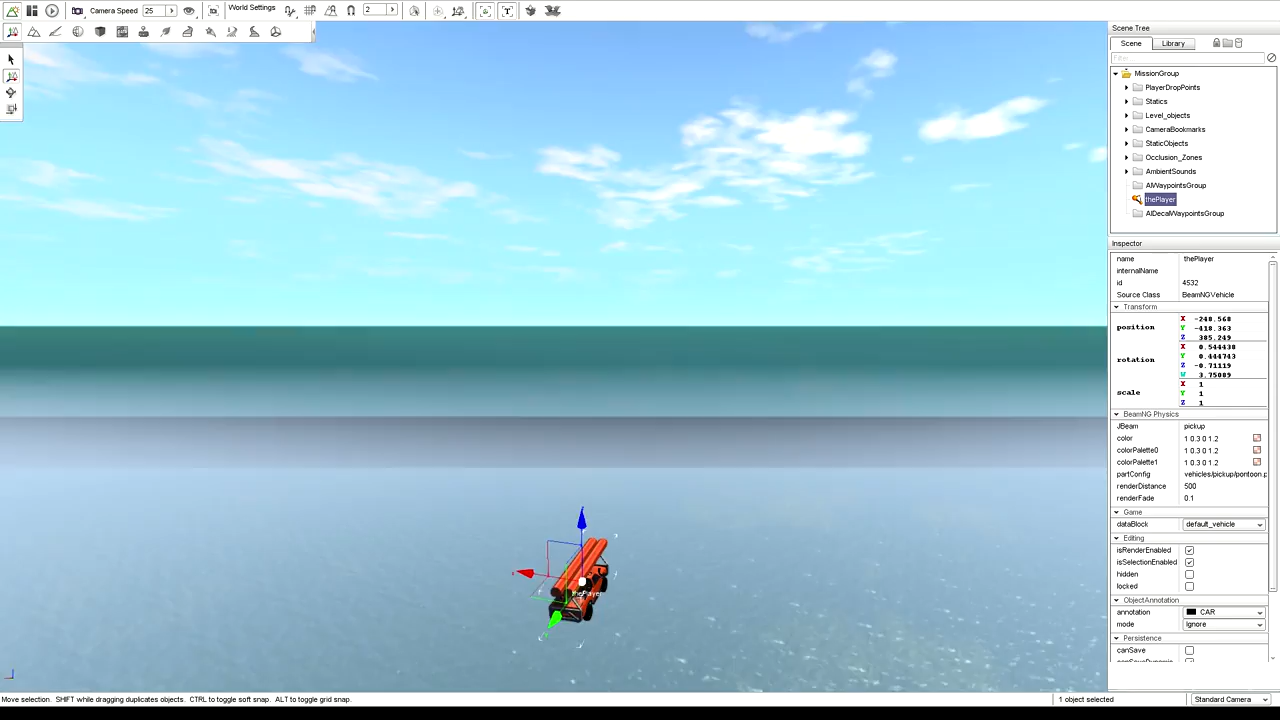 Camera Speed 25 World Settings 2
Scene Tree
Scene Library
Filter...
MissionGroup
PlayerDropPoints
Statics
Level_objects
CameraBookmarks
StaticObjects
Occlusion_Zones
AmbientSounds
AIWaypointsGroup
thePlayer
AIDecalWaypointsGroup
Inspector
name thePlayer
internalName
id 4532
Source Class BeamNGVehicle
Transform
position X -248.568
Y -418.363
Z 385.249
rotation X 0.544438
Y 0.444743
Z -0.71119
W 3.75089
scale X 1
Y 1
Z 1
BeamNG Physics
JBeam pickup
color 1 0.3 0 1.2
colorPalette0 1 0.3 0 1.2
colorPalette1 1 0.3 0 1.2
partConfig vehicles/pickup/pontoon.p
renderDistance 500
renderFade 0.1
Game
dataBlock default_vehicle
Editing
isRenderEnabled
isSelectionEnabled
hidden
locked
ObjectAnnotation
annotation CAR
mode Ignore
Persistence
canSave
thePlayer
Move selection. SHIFT while dragging duplicates objects. CTRL to toggle soft snap. ALT to toggle grid snap. 1 object selected Standard Camera